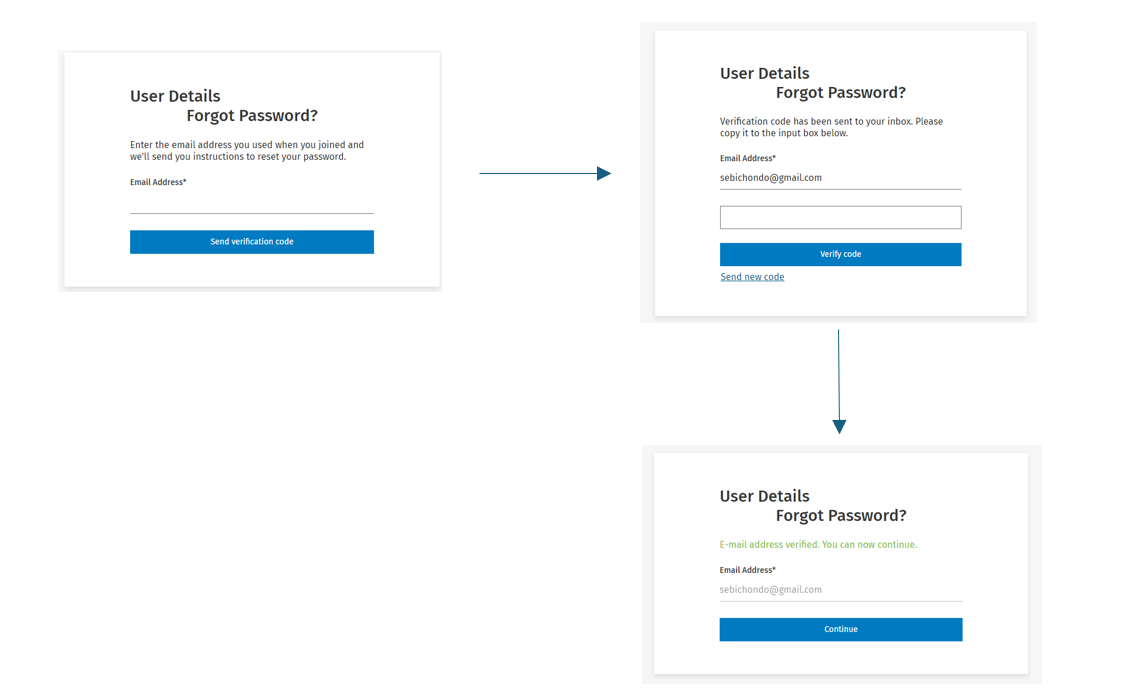 User Details
Forgot Password?
Enter the email address you used when you joined and
we'll send you instructions to reset your password.
Email Address*
Send verification code
User Details
Forgot Password?
Verification code has been sent to your inbox. Please
copy it to the input box below.
Email Address*
sebichondo@gmail.com
Verify code
Send new code
User Details
Forgot Password?
E-mail address verified. You can now continue.
Email Address*
sebichondo@gmail.com
Continue